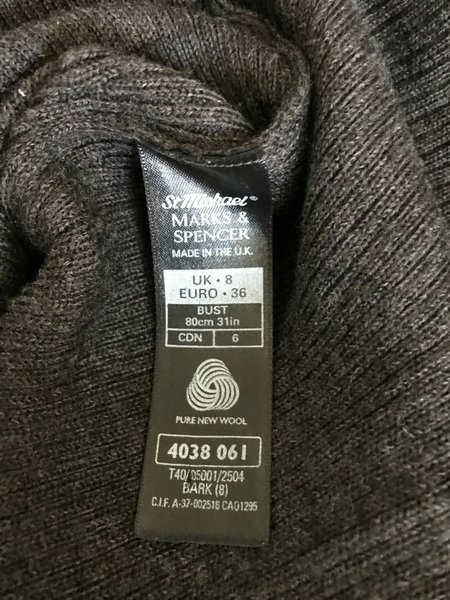 St Michael®
MARKS &
SPENCER
MADE IN THE U.K.
UK • 8
EURO • 36
BUST
80cm 31in
CDN 6
PURE NEW WOOL
4038 061
T40/05001/2504
BARK (8)
C.I.F. A-37-002516 CA01295